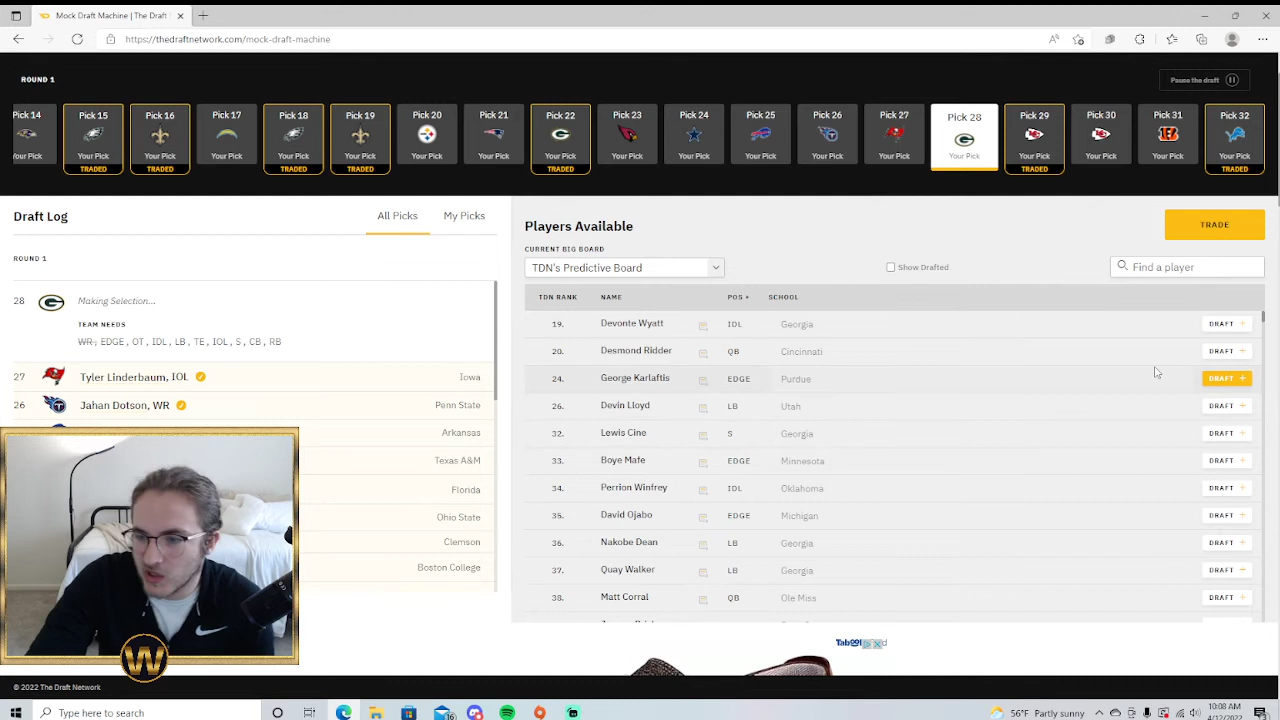 Mock Draft Machine | The Draft
https://thedraftnetwork.com/mock-draft-machine
ROUND 1
Pause the draft
Pick 14
Your Pick
Pick 15
Your Pick
TRADED
Pick 16
Your Pick
TRADED
Pick 17
Your Pick
Pick 18
Your Pick
TRADED
Pick 19
Your Pick
TRADED
Pick 20
Your Pick
Pick 21
Your Pick
Pick 22
Your Pick
TRADED
Pick 23
Your Pick
Pick 24
Your Pick
Pick 25
Your Pick
Pick 26
Your Pick
Pick 27
Your Pick
Pick 28
Your Pick
Pick 29
Your Pick
TRADED
Pick 30
Your Pick
Pick 31
Your Pick
Pick 32
Your Pick
TRADED
Draft Log
All Picks
My Picks
ROUND 1
28 Making Selection...
TEAM NEEDS
WR, EDGE, OT, IDL, LB, TE, IOL, S, CB, RB
27 Tyler Linderbaum, IOL Iowa
26 Jahan Dotson, WR Penn State
Arkansas
Texas A&M
Florida
Ohio State
Clemson
Boston College
W
Players Available
TRADE
CURRENT BIG BOARD
TDN's Predictive Board
Show Drafted
Find a player
TDN RANK NAME POS SCHOOL
19. Devonte Wyatt IDL Georgia DRAFT +
20. Desmond Ridder QB Cincinnati DRAFT +
24. George Karlaftis EDGE Purdue DRAFT +
26. Devin Lloyd LB Utah DRAFT +
32. Lewis Cine S Georgia DRAFT +
33. Boye Mafe EDGE Minnesota DRAFT +
34. Perrion Winfrey IDL Oklahoma DRAFT +
35. David Ojabo EDGE Michigan DRAFT +
36. Nakobe Dean LB Georgia DRAFT +
37. Quay Walker LB Georgia DRAFT +
38. Matt Corral QB Ole Miss DRAFT +
© 2022 The Draft Network
Type here to search
56°F Partly sunny
10:08 AM
4/12/2022